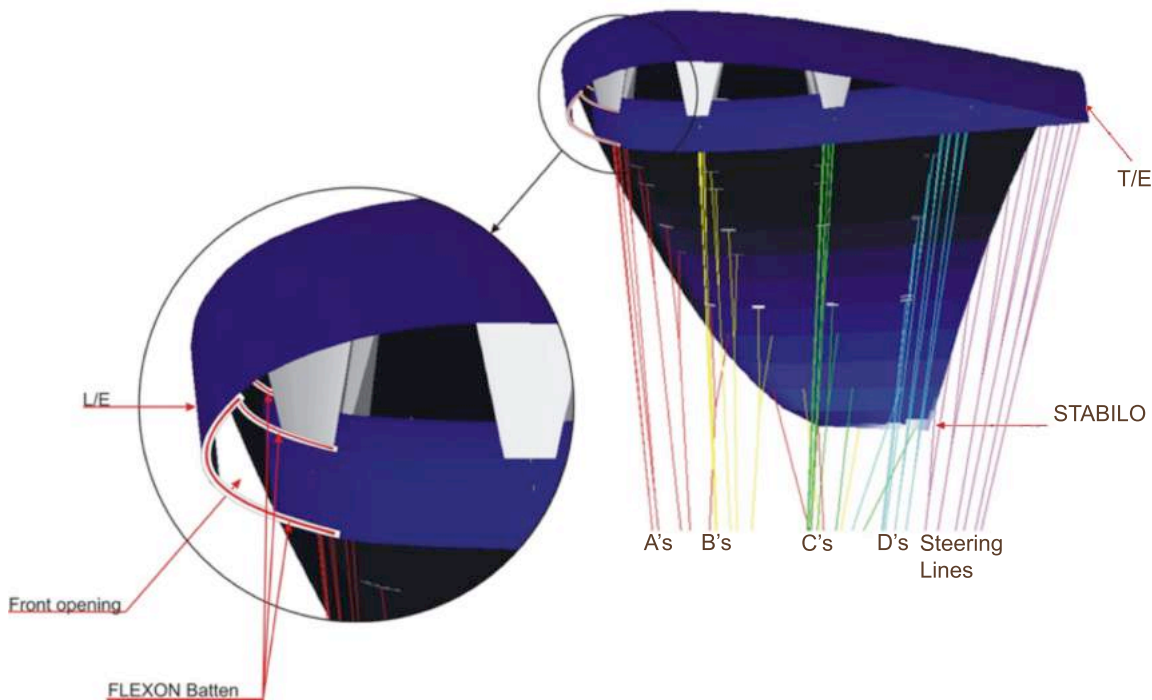 T/E
L/E
STABILO
A's B's C's D's Steering
Lines
Front opening
FLEXON Batten